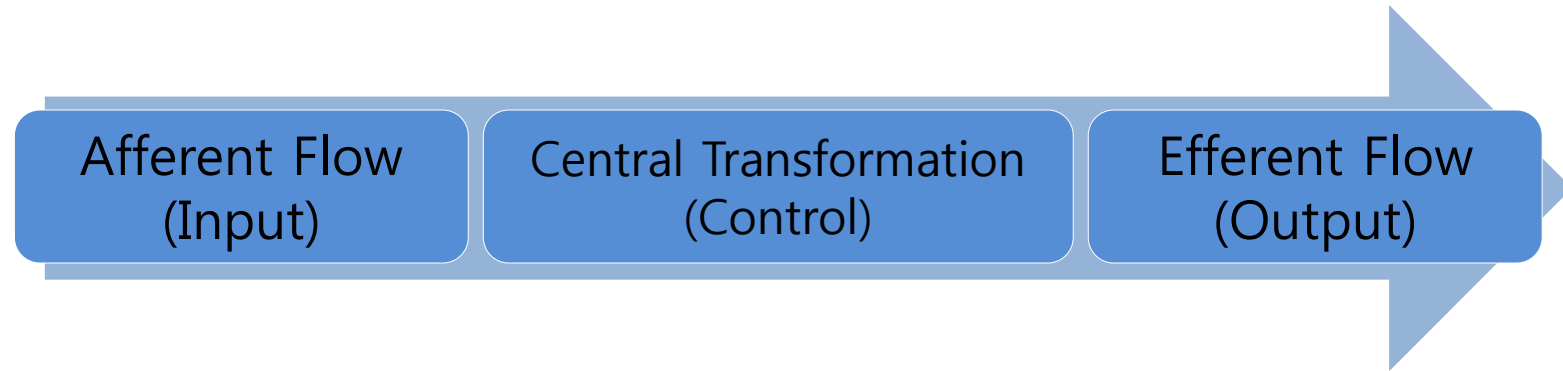 Afferent Flow
(Input)
Central Transformation
(Control)
Efferent Flow
(Output)